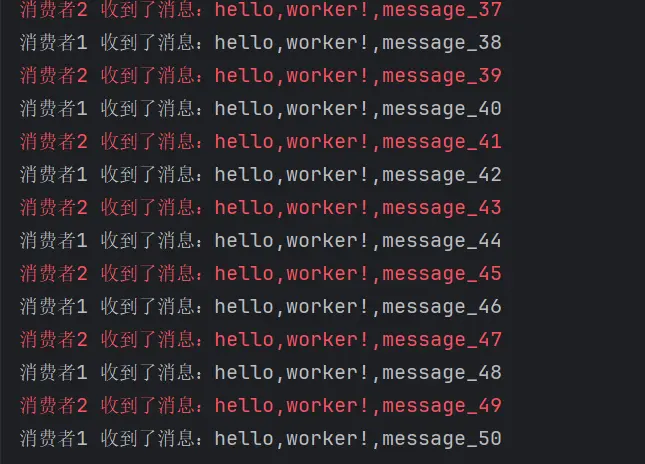 消费者2 收到了消息：hello,worker!,message_37
消费者1 收到了消息：hello,worker!,message_38
消费者2 收到了消息：hello,worker!,message_39
消费者1 收到了消息：hello,worker!,message_40
消费者2 收到了消息：hello,worker!,message_41
消费者1 收到了消息：hello,worker!,message_42
消费者2 收到了消息：hello,worker!,message_43
消费者1 收到了消息：hello,worker!,message_44
消费者2 收到了消息：hello,worker!,message_45
消费者1 收到了消息：hello,worker!,message_46
消费者2 收到了消息：hello,worker!,message_47
消费者1 收到了消息：hello,worker!,message_48
消费者2 收到了消息：hello,worker!,message_49
消费者1 收到了消息：hello,worker!,message_50